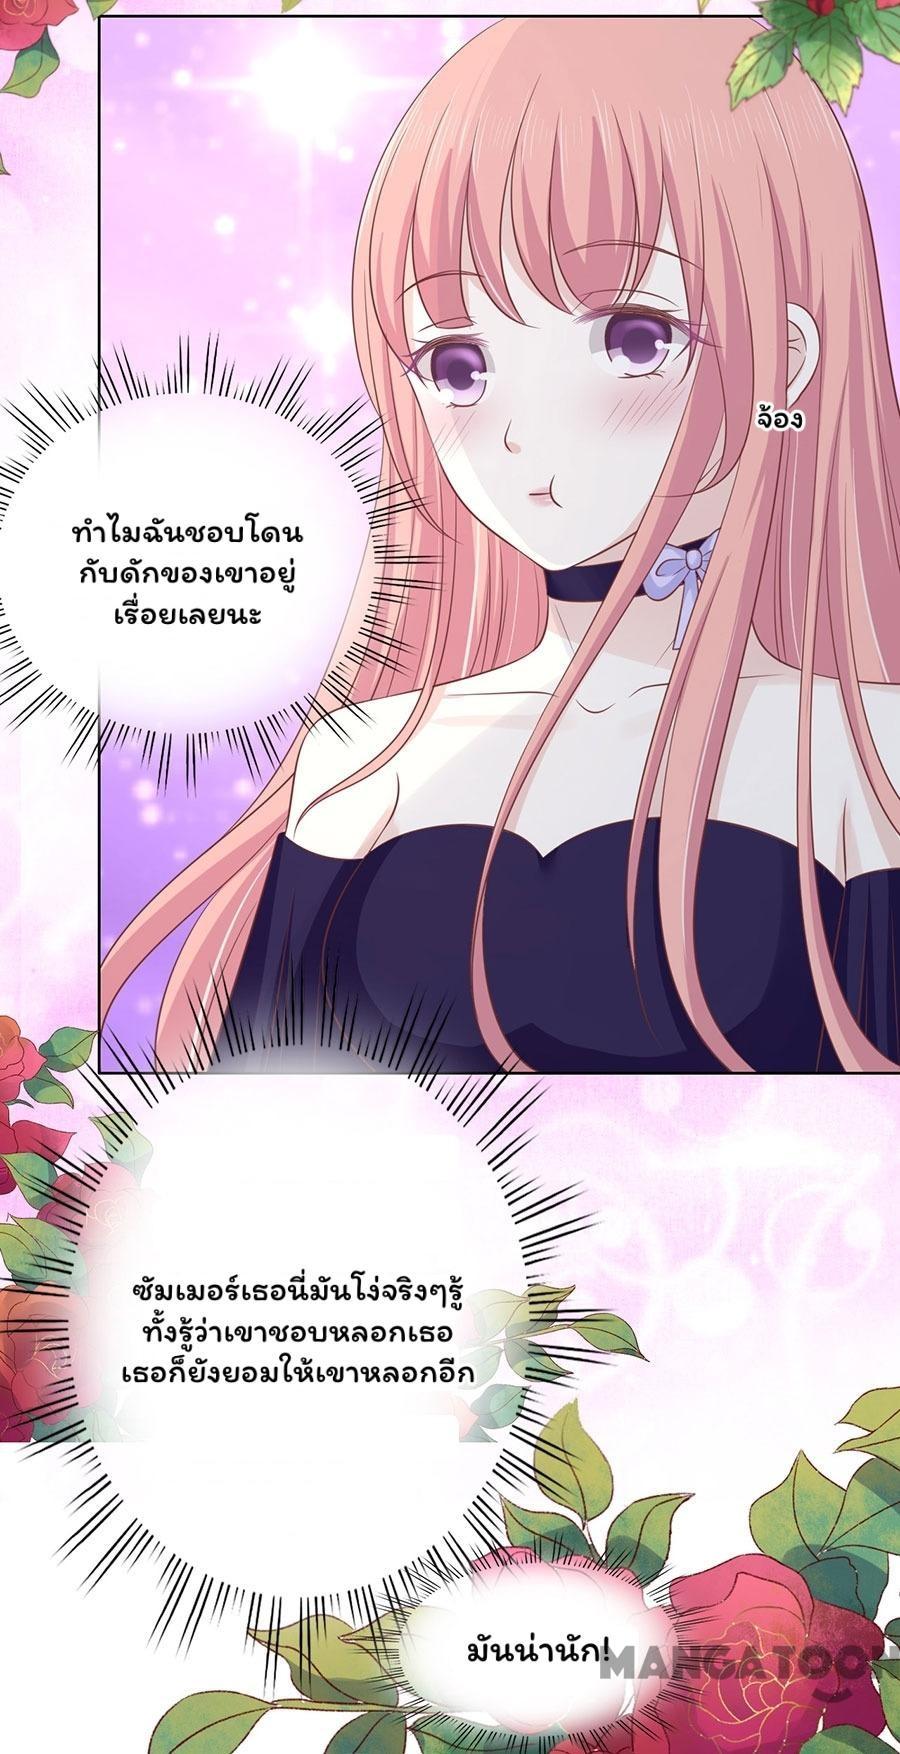 จ้อง
ทำไมฉันชอบโดน
กับดักของเขาอยู่
เรื่อยเลยนะ
ซัมเมอร์เธอนี่มันโง่จริงๆรู้
ทั้งรู้ว่าเขาชอบหลอกเธอ
เธอก็ยังยอมให้เขาหลอกอีก
มันน่านัก!
MANGATOON